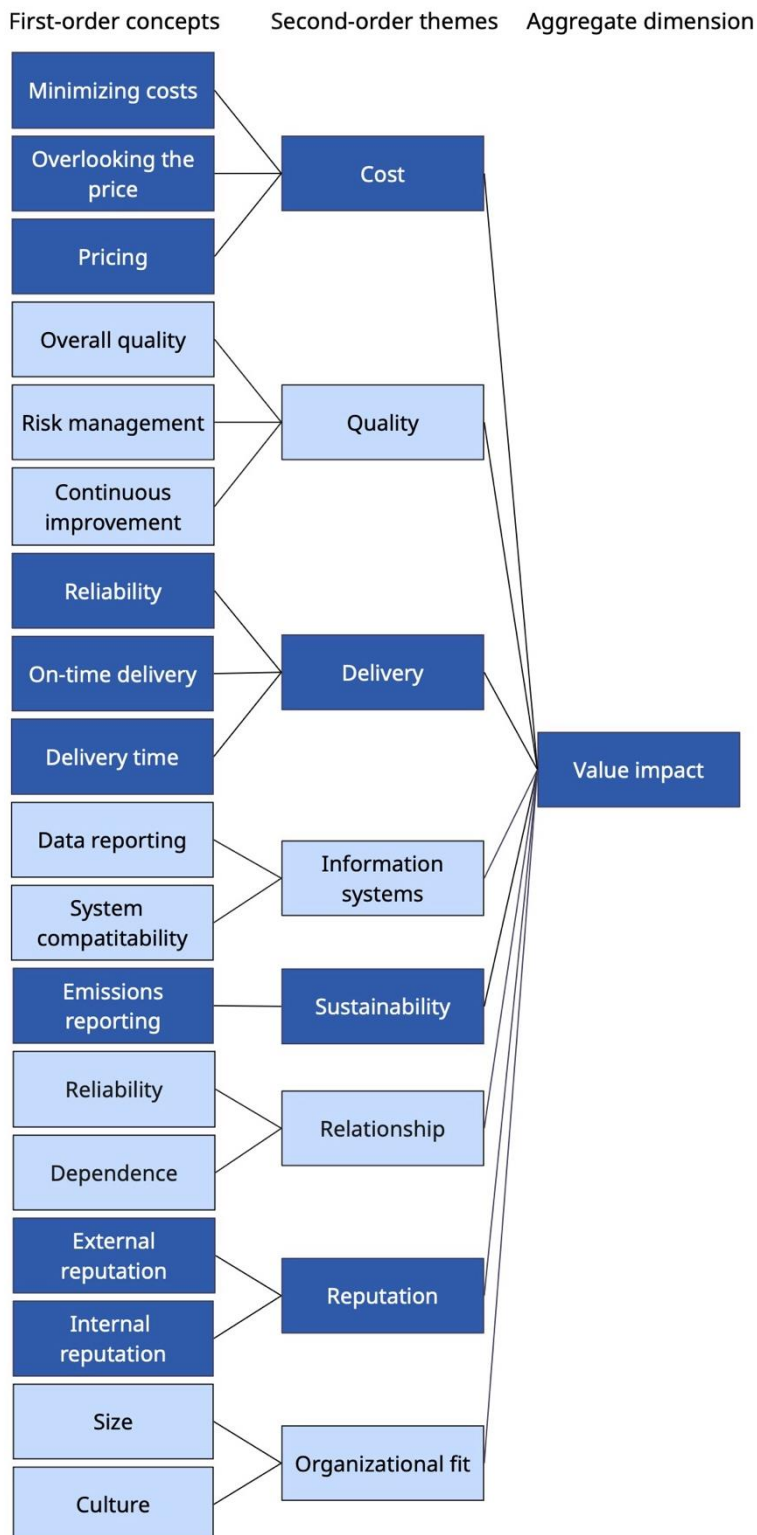 First-order concepts
Second-order themes
Aggregate dimension
Minimizing costs
Overlooking the
price
Pricing
Cost
Overall quality
Risk management
Continuous
improvement
Quality
Reliability
On-time delivery
Delivery time
Delivery
Value impact
Data reporting
System
compatitability
Information
systems
Emissions
reporting
Sustainability
Reliability
Dependence
Relationship
External
reputation
Internal
reputation
Reputation
Size
Culture
Organizational fit